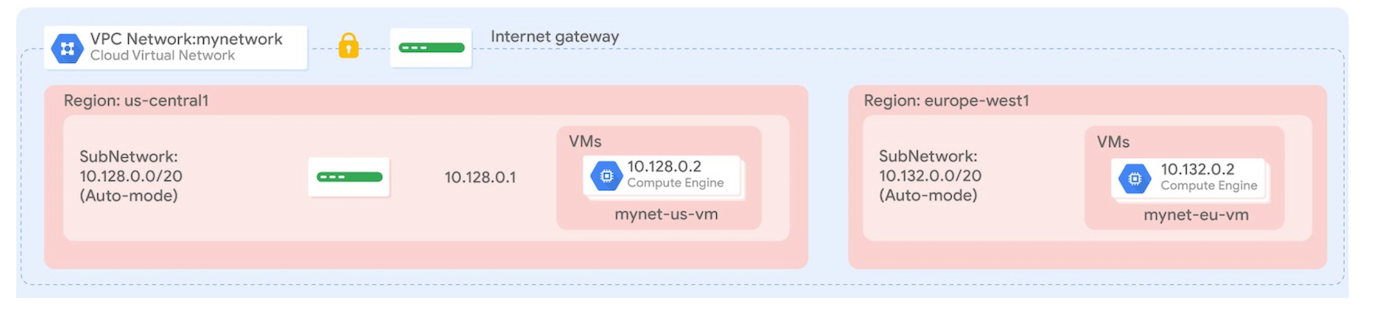 VPC Network:mynetwork
Cloud Virtual Network
Internet gateway
Region: us-central1
SubNetwork:
10.128.0.0/20
(Auto-mode)
10.128.0.1
VMs
10.128.0.2
Compute Engine
mynet-us-vm
Region: europe-west1
SubNetwork:
10.132.0.0/20
(Auto-mode)
VMs
10.132.0.2
Compute Engine
mynet-eu-vm